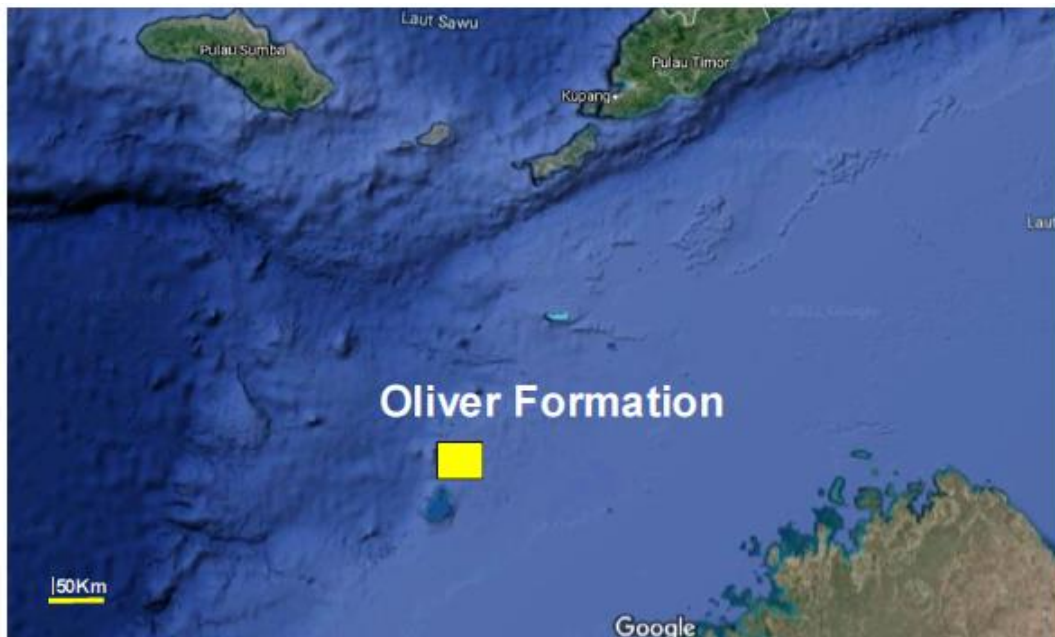 Laut Sawu
Pulau Sumba
Pulau Timor
Kupang
Laut
Oliver Formation
50Km
Google